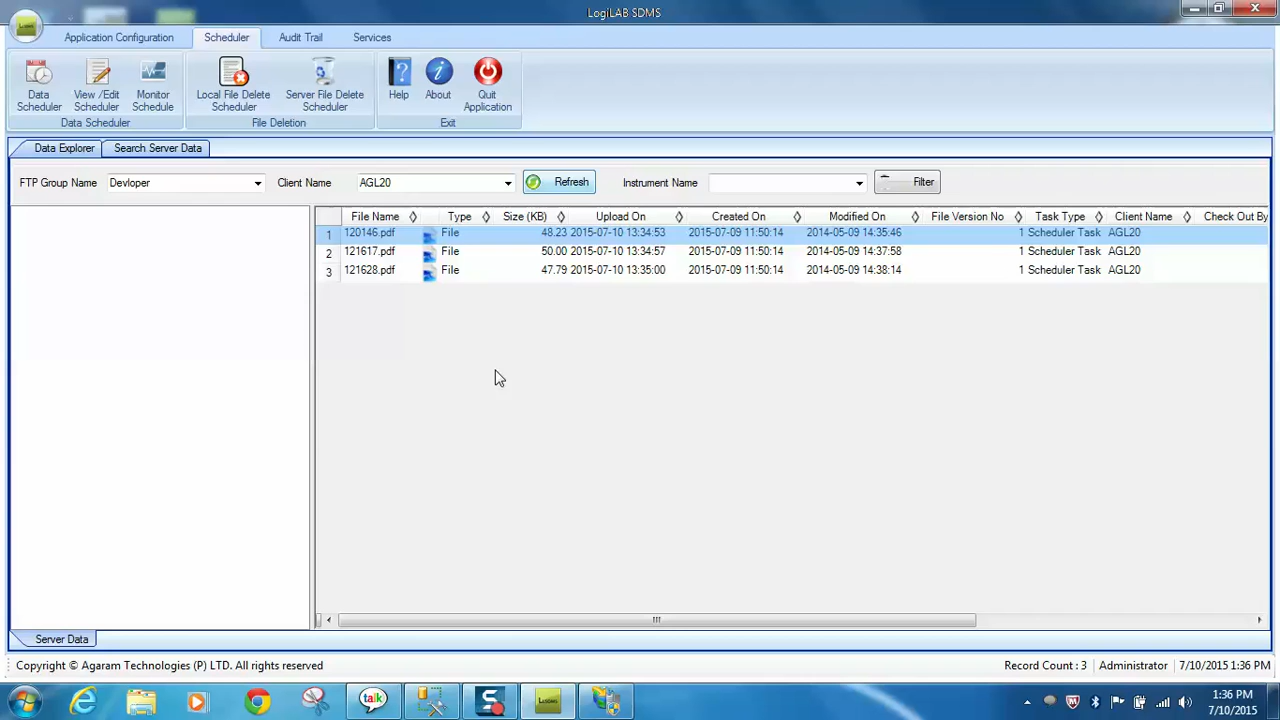 LogiLAB SDMS
Application Configuration Scheduler Audit Trail Services
Data Scheduler View /Edit Scheduler Monitor Schedule Local File Delete Scheduler Server File Delete Scheduler Help About Quit Application
Data Scheduler File Deletion Exit
Data Explorer Search Server Data
FTP Group Name Devloper Client Name AGL20 Refresh Instrument Name Filter
File Name Type Size (KB) Upload On Created On Modified On File Version No Task Type Client Name Check Out By
1 120146.pdf File 48.23 2015-07-10 13:34:53 2015-07-09 11:50:14 2014-05-09 14:35:46 1 Scheduler Task AGL20
2 121617.pdf File 50.00 2015-07-10 13:34:57 2015-07-09 11:50:14 2014-05-09 14:37:58 1 Scheduler Task AGL20
3 121628.pdf File 47.79 2015-07-10 13:35:00 2015-07-09 11:50:14 2014-05-09 14:38:14 1 Scheduler Task AGL20
Server Data
Copyright © Agaram Technologies (P) LTD. All rights reserved Record Count : 3 Administrator 7/10/2015 1:36 PM
talk
1:36 PM
7/10/2015